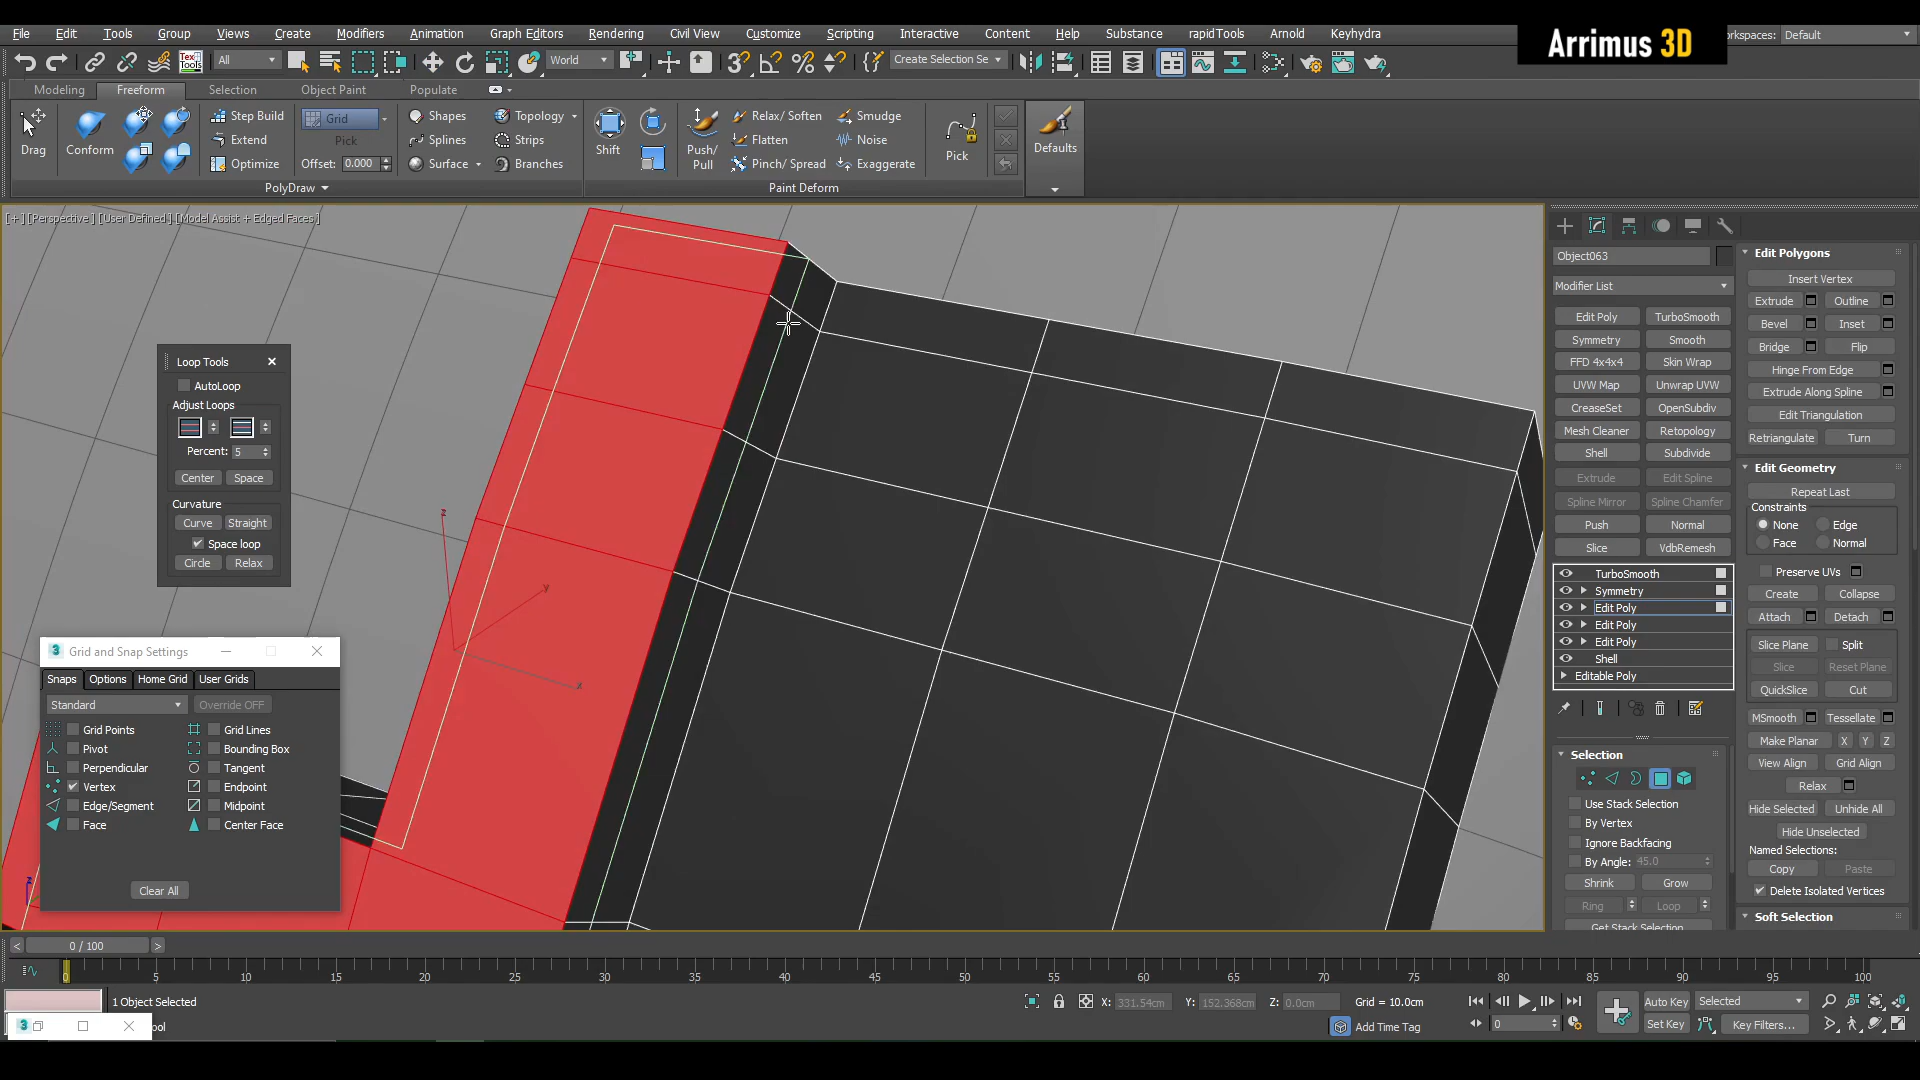 File Edit Tools Group Views Create Modifiers Animation Graph Editors Rendering Civil View Customize Scripting Interactive Content Help Substance rapidTools Arnold Keyhydra
Arrimus 3D
kspaces: Default
Text Tools All World Create Selection Se
Modeling Freeform Selection Object Paint Populate
Drag Conform Step Build Extend Optimize
Grid Pick Offset: 0.000
Shapes Splines Surface
Topology Strips Branches
Shift Push/ Pull
Relax/ Soften Flatten Pinch/ Spread
Smudge Noise Exaggerate
Pick Defaults
PolyDraw Paint Deform
[ + ] [Perspective ] [User Defined ] [Model Assist + Edged Faces ]
Loop Tools
AutoLoop
Adjust Loops
Percent: 5
Center Space
Curvature
Curve Straight
Space loop
Circle Relax
z
y
x
Grid and Snap Settings
Snaps Options Home Grid User Grids
Standard Override OFF
Grid Points Grid Lines
Pivot Bounding Box
Perpendicular Tangent
Vertex Endpoint
Edge/Segment Midpoint
Face Center Face
Clear All
z
Object063
Modifier List
Edit Poly TurboSmooth
Symmetry Smooth
FFD 4x4x4 Skin Wrap
UVW Map Unwrap UVW
CreaseSet OpenSubdiv
Mesh Cleaner Retopology
Shell Subdivide
Extrude Edit Spline
Spline Mirror Spline Chamfer
Push Normal
Slice VdbRemesh
TurboSmooth
Symmetry
Edit Poly
Edit Poly
Edit Poly
Shell
Editable Poly
Selection
Use Stack Selection
By Vertex
Ignore Backfacing
By Angle: 45.0
Shrink Grow
Ring Loop
Get Stack Selection
Edit Polygons
Insert Vertex
Extrude Outline
Bevel Inset
Bridge Flip
Hinge From Edge
Extrude Along Spline
Edit Triangulation
Retriangulate Turn
Edit Geometry
Repeat Last
Constraints
None Edge
Face Normal
Preserve UVs
Create Collapse
Attach Detach
Slice Plane Split
Slice Reset Plane
QuickSlice Cut
MSmooth Tessellate
Make Planar X Y Z
View Align Grid Align
Relax
Hide Selected Unhide All
Hide Unselected
Named Selections:
Copy Paste
Delete Isolated Vertices
Soft Selection
< 0 / 100 >
0 5 10 15 20 25 30 35 40 45 50 55 60 65 70 75 80 85 90 95 100
1 Object Selected
X: 331.54cm Y: 152.368cm Z: 0.0cm Grid = 10.0cm
Auto Key Selected
ool
Add Time Tag
0
Set Key Key Filters...